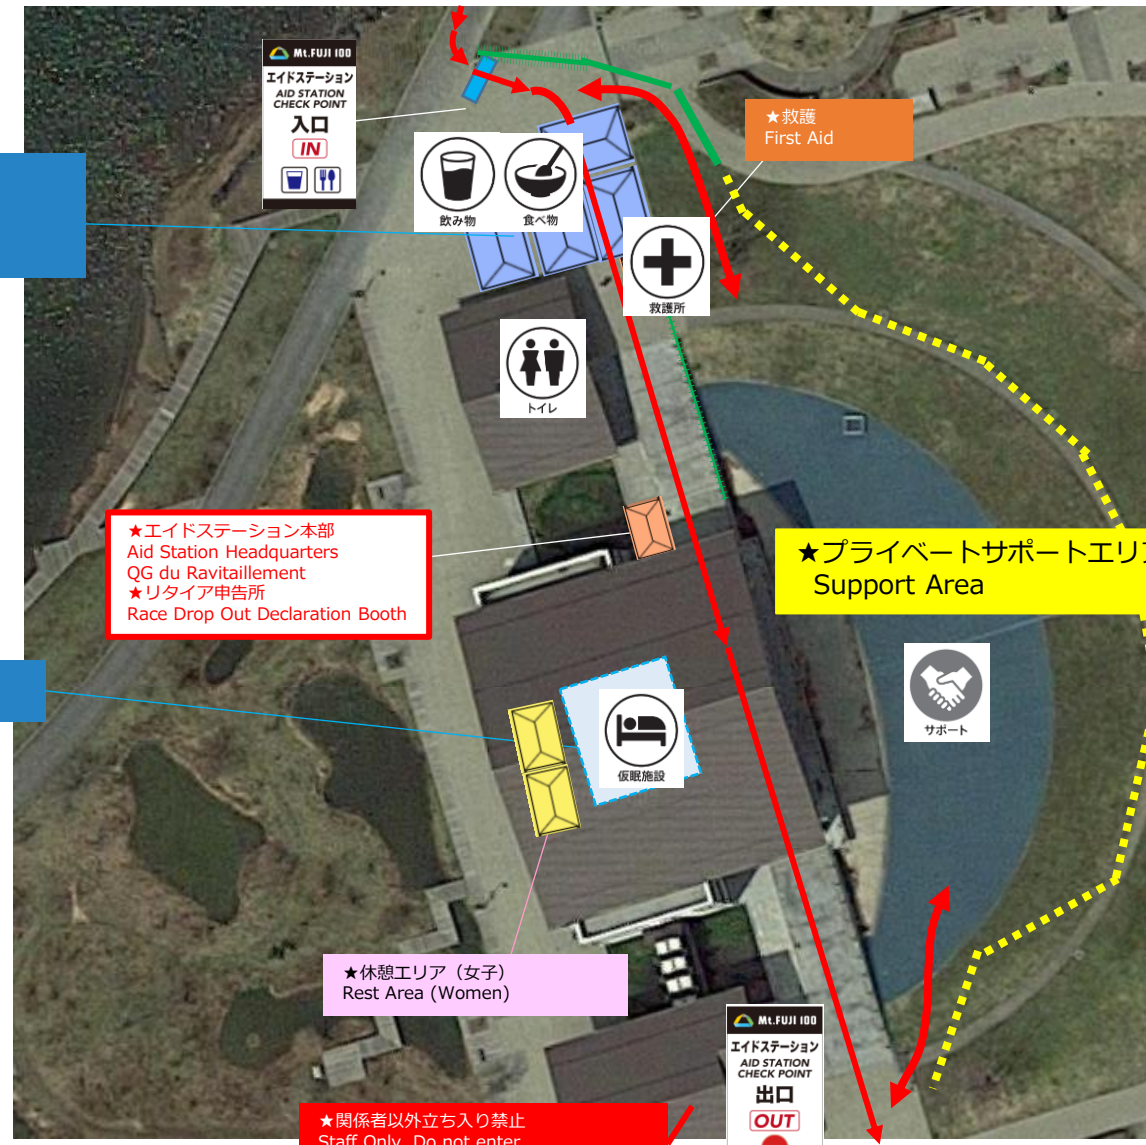 Mt.FUJI 100
エイドステーション
AID STATION
CHECK POINT
入口
IN
★救護
First Aid
飲み物
食べ物
救護所
トイレ
★エイドステーション本部
Aid Station Headquarters
QG du Ravitaillement
★リタイア申告所
Race Drop Out Declaration Booth
★プライベートサポートエリ
Support Area
サポート
仮眠施設
★休憩エリア（女子）
Rest Area (Women)
Mt.FUJI 100
エイドステーション
AID STATION
CHECK POINT
出口
OUT
★関係者以外立ち入り禁止
Staff Only. Do not enter